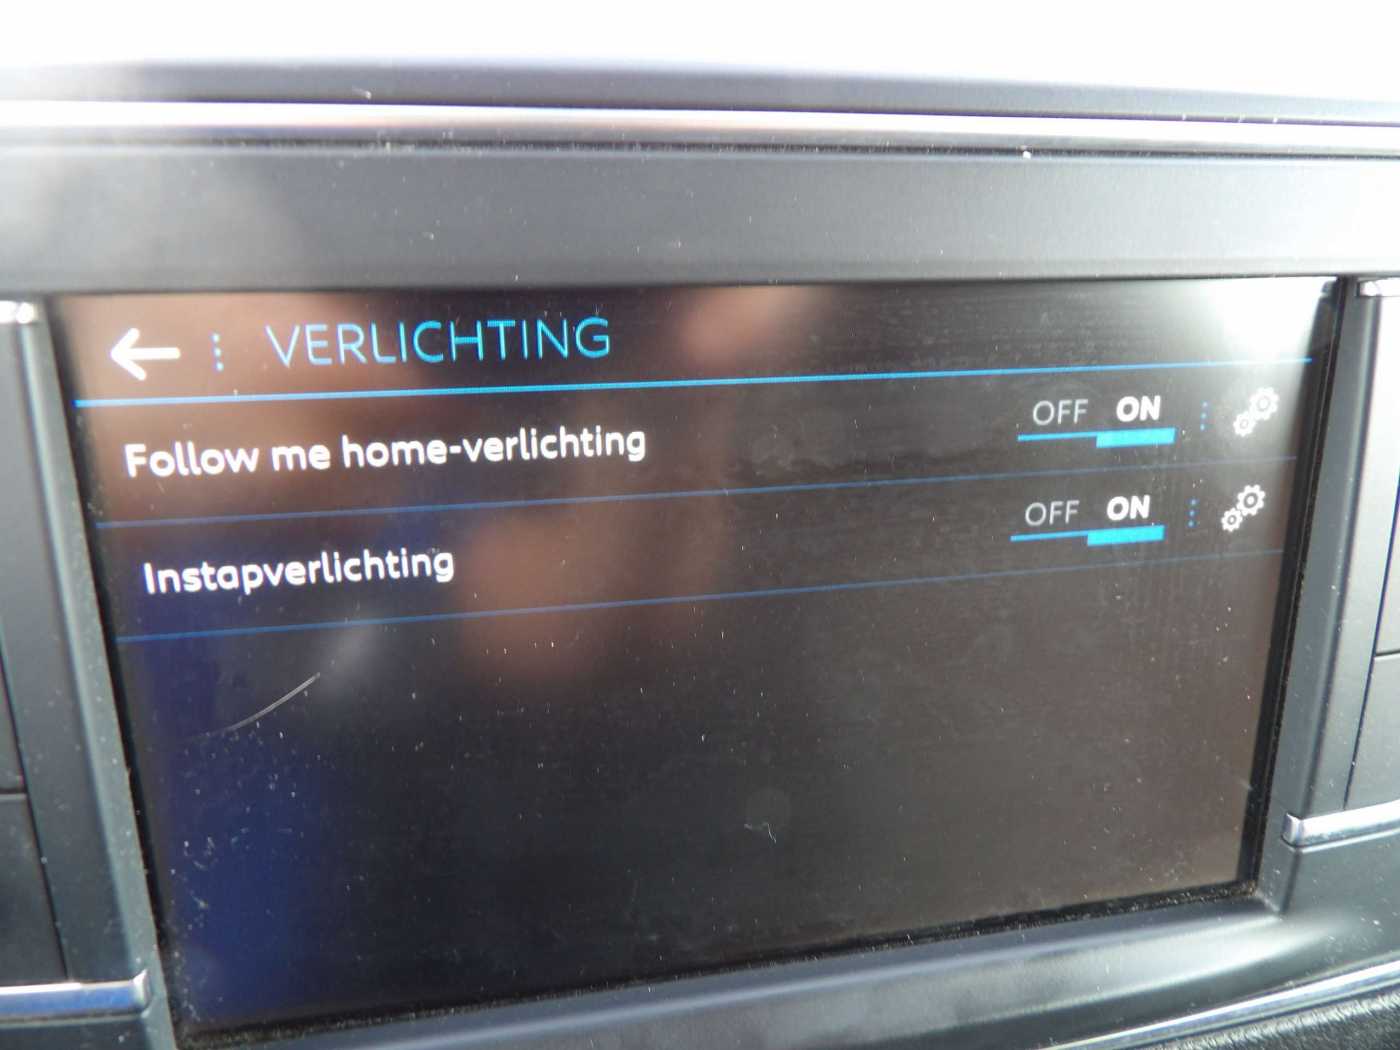 VERLICHTING
Follow me home-verlichting OFF ON
Instapverlichting OFF ON